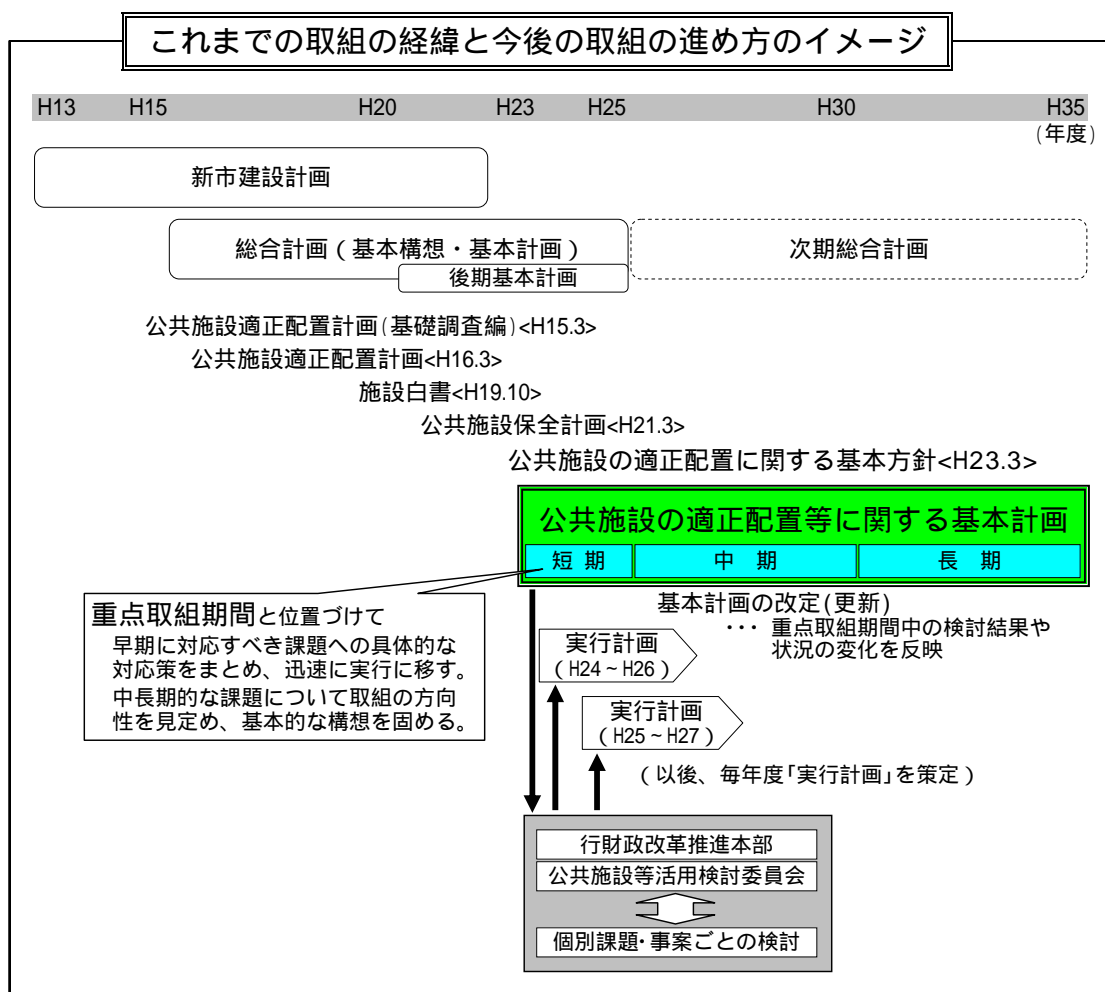 これまでの取組の経緯と今後の取組の進め方のイメージ
H13 H15 H20 H23 H25 H30 H35
(年度)
新市建設計画
総合計画(基本構想・基本計画)
次期総合計画
後期基本計画
公共施設適正配置計画(基礎調査編)<H15.3>
公共施設適正配置計画<H16.3>
施設白書<H19.10>
公共施設保全計画<H21.3>
公共施設の適正配置に関する基本方針<H23.3>
公共施設の適正配置等に関する基本計画
短期 中期 長期
重点取組期間と位置づけて
早期に対応すべき課題への具体的な
対応策をまとめ、迅速に実行に移す。
中長期的な課題について取組の方向
性を見定め、基本的な構想を固める。
基本計画の改定(更新)
・・・ 重点取組期間中の検討結果や
状況の変化を反映
実行計画
(H24~H26)
実行計画
(H25~H27)
(以後、毎年度「実行計画」を策定)
行財政改革推進本部
公共施設等活用検討委員会
個別課題・事案ごとの検討